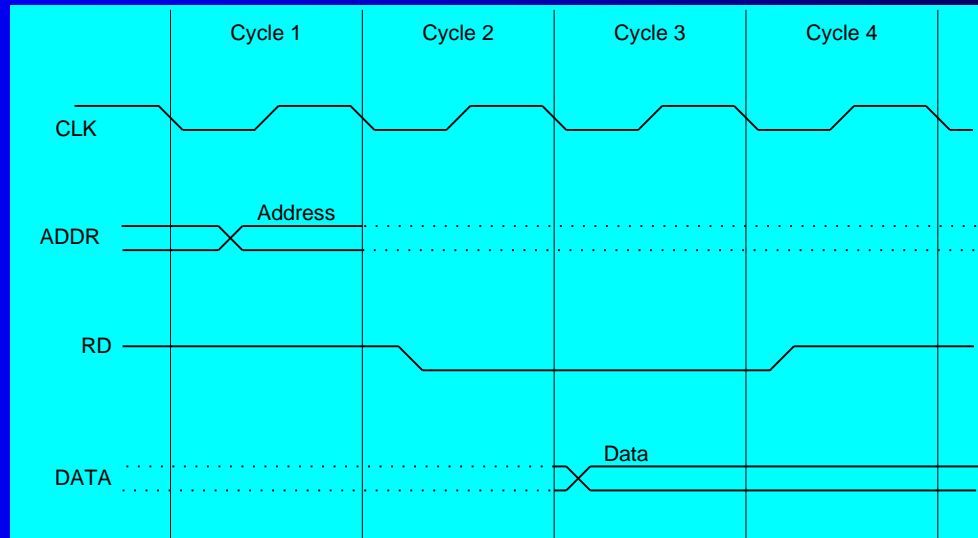 Cycle 1 Cycle 2 Cycle 3 Cycle 4
CLK
Address
ADDR
RD
Data
DATA